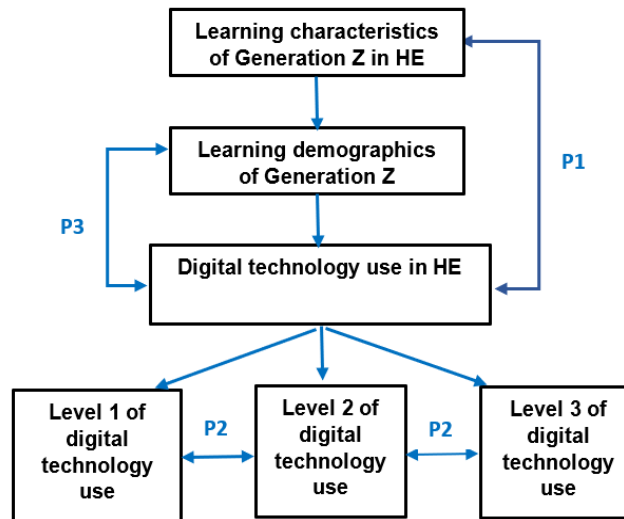 Learning characteristics
of Generation Z in HE
P1
Learning demographics
of Generation Z
P3
Digital technology use in HE
Level 1 of
digital
technology
use
P2
Level 2 of
digital
technology
use
P2
Level 3 of
digital
technology
use